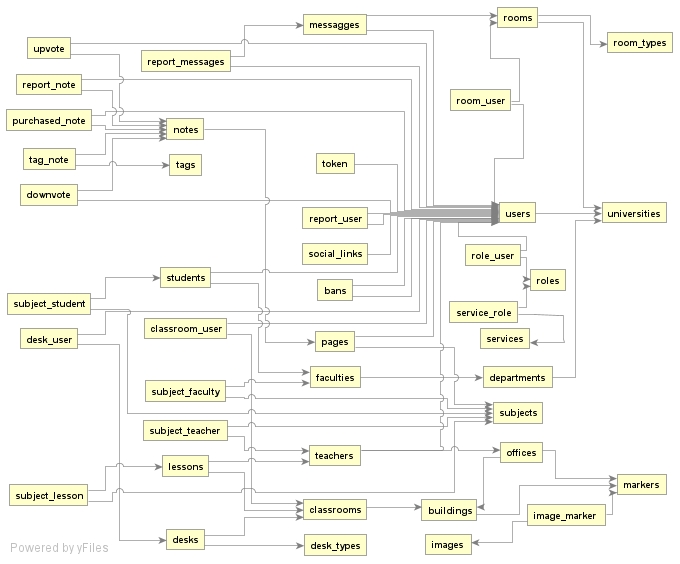 messagges
rooms
room_types
upvote
report_messages
report_note
room_user
purchased_note
notes
tag_note
tags
token
downvote
report_user
users
universities
social_links
role_user
students
roles
bans
subject_student
service_role
desk_user
classroom_user
pages
services
faculties
departments
subject_faculty
subjects
subject_teacher
teachers
offices
lessons
markers
subject_lesson
classrooms
buildings
image_marker
desks
desk_types
images
Powered by yFiles